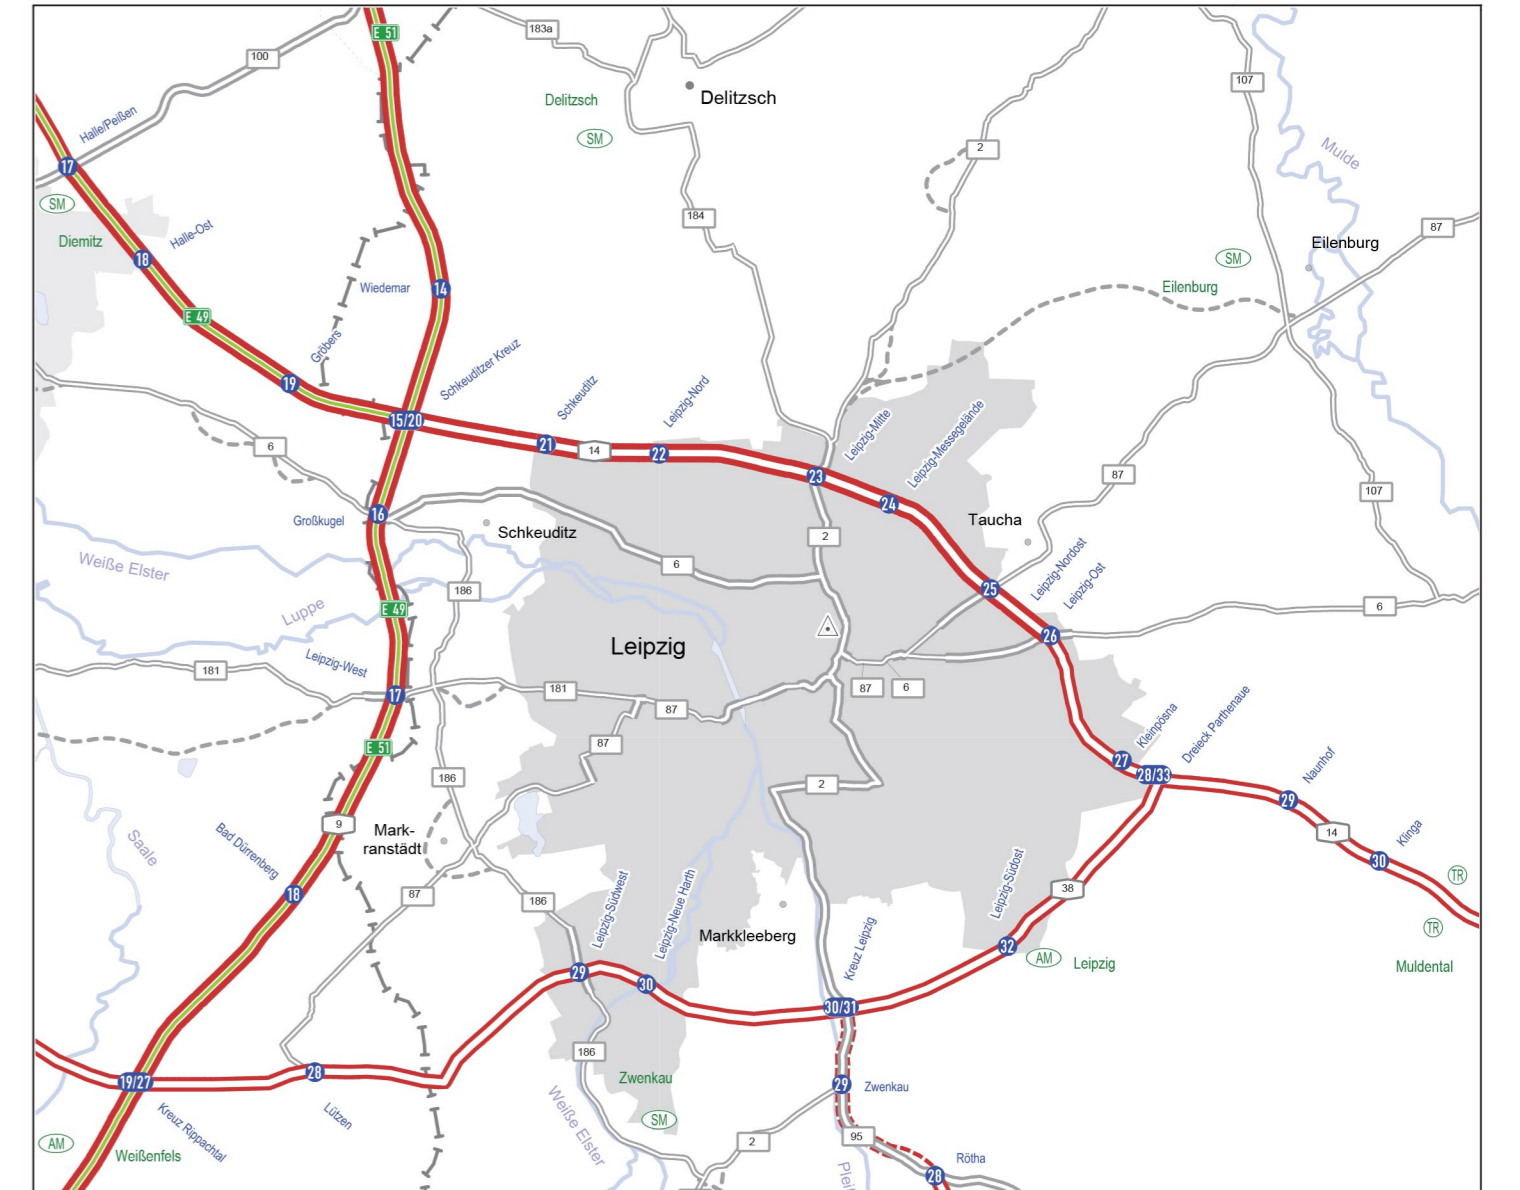 E 51
183a
100
107
Delitzsch
Delitzsch
SM
Halle/Peißen
Mulde
2
17
SM
184
87
Halle-Ost
Diemitz
Eilenburg
18
SM
Wiedemar
14
Eilenburg
E 49
Gröbers
Schkeuditzer Kreuz
19
Schkeuditz
Leipzig-Nord
Leipzig-Mitte
Leipzig-Messegelände
15/20
21
14
22
6
23
87
107
24
16
Großkugel
Schkeuditz
Taucha
2
Weiße Elster
6
Leipzig-Nordost
Leipzig-Ost
186
25
Luppe
E 49
6
26
Leipzig
Leipzig-West
181
17
181
87
6
87
Kleinpösna
Dreieck Parthenaue
E 51
87
27
28/33
Naunhof
186
2
29
9
Mark-
ranstädt
14
Klinga
Saale
Bad Dürrenberg
30
18
87
186
Leipzig-Südwest
Leipzig-Neue Harth
Leipzig-Südost
38
TR
Markkleeberg
Kreuz Leipzig
TR
32
AM
Leipzig
Muldental
29
30
30/31
186
19/27
28
Zwenkau
29
Zwenkau
Lützen
Kreuz Rippachtal
Weiße Elster
SM
AM
Weißenfels
2
95
Rötha
28
Plei